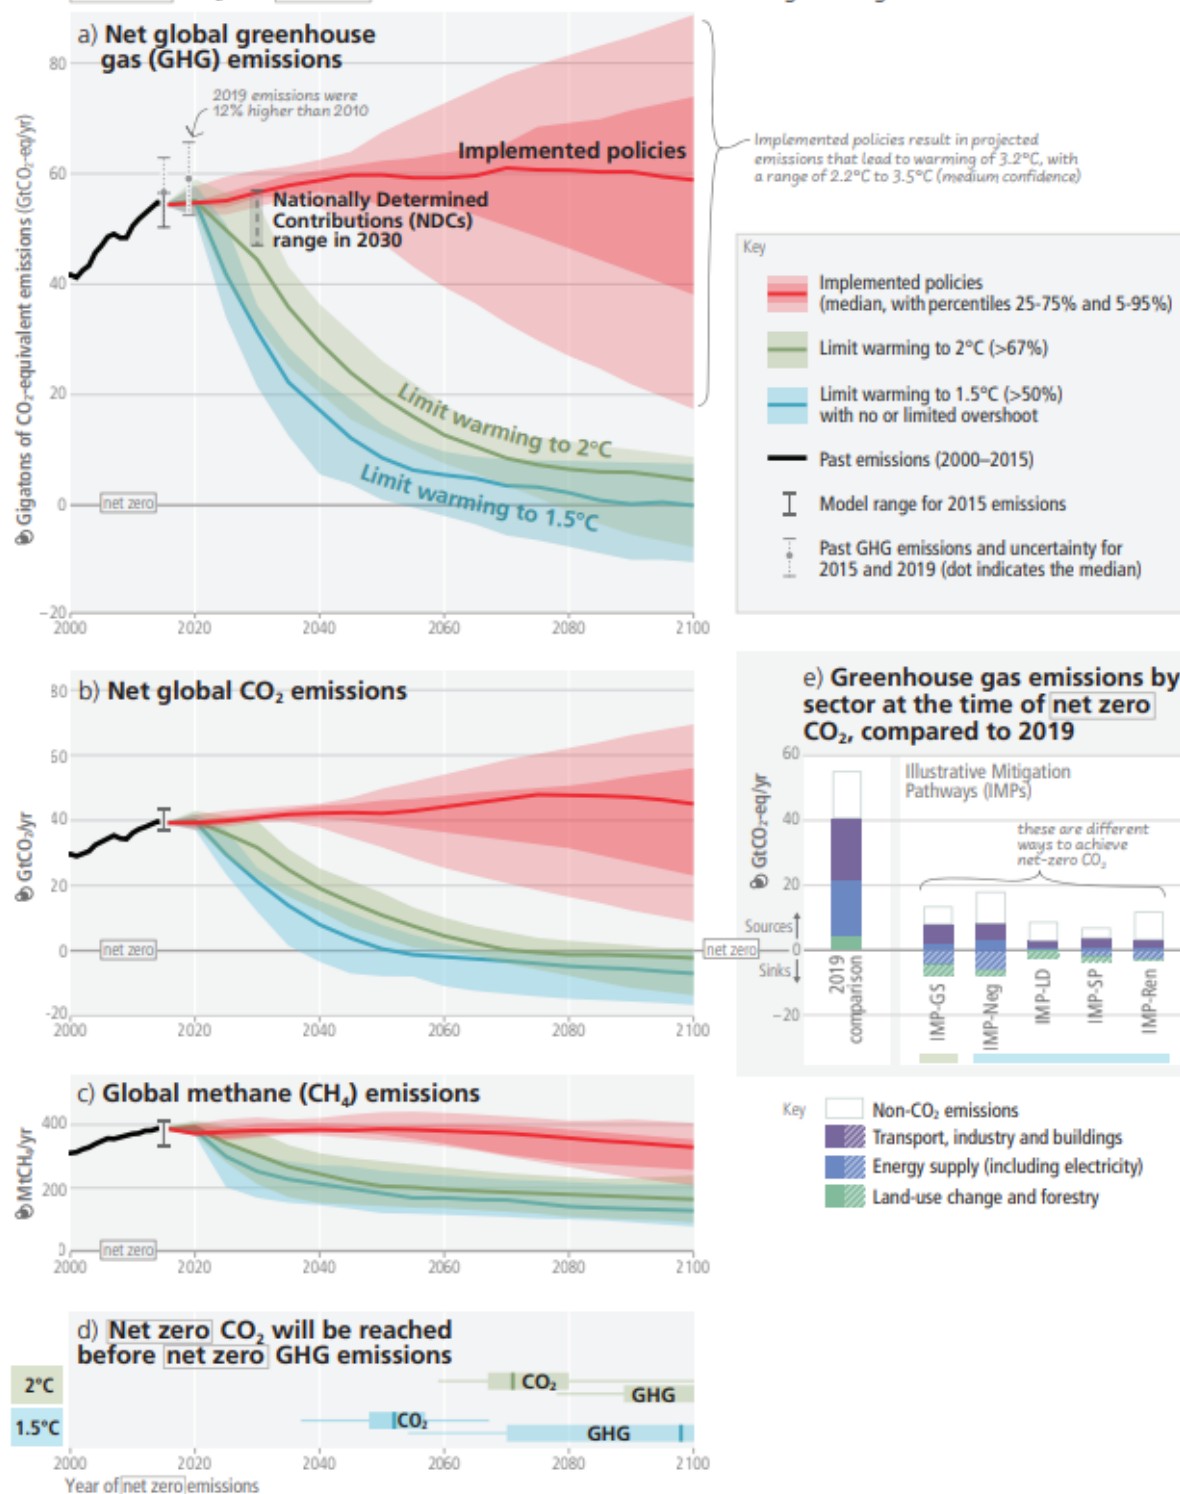 a) Net global greenhouse
gas (GHG) emissions
80
60
40
20
0
−20
Gigatons of CO₂-equivalent emissions (GtCO₂-eq/yr)
2019 emissions were
12% higher than 2010
Implemented policies
Nationally Determined
Contributions (NDCs)
range in 2030
Limit warming to 2°C
Limit warming to 1.5°C
net zero
2000 2020 2040 2060 2080 2100
Implemented policies result in projected
emissions that lead to warming of 3.2°C, with
a range of 2.2°C to 3.5°C (medium confidence)
Key
Implemented policies
(median, with percentiles 25-75% and 5-95%)
Limit warming to 2°C (>67%)
Limit warming to 1.5°C (>50%)
with no or limited overshoot
Past emissions (2000–2015)
Model range for 2015 emissions
Past GHG emissions and uncertainty for
2015 and 2019 (dot indicates the median)
b) Net global CO₂ emissions
80
60
40
20
0
-20
GtCO₂/yr
net zero
net zero
2000 2020 2040 2060 2080 2100
c) Global methane (CH₄) emissions
400
200
0
MtCH₄/yr
net zero
2000 2020 2040 2060 2080 2100
d) Net zero CO₂ will be reached
before net zero GHG emissions
2°C
CO₂
GHG
1.5°C
CO₂
GHG
2000 2020 2040 2060 2080 2100
Year of net zero emissions
e) Greenhouse gas emissions by
sector at the time of net zero
CO₂, compared to 2019
60
40
20
0
−20
GtCO₂-eq/yr
Illustrative Mitigation
Pathways (IMPs)
these are different
ways to achieve
net-zero CO₂
Sources
Sinks
2019
comparison
IMP-GS
IMP-Neg
IMP-LD
IMP-SP
IMP-Ren
Key
Non-CO₂ emissions
Transport, industry and buildings
Energy supply (including electricity)
Land-use change and forestry